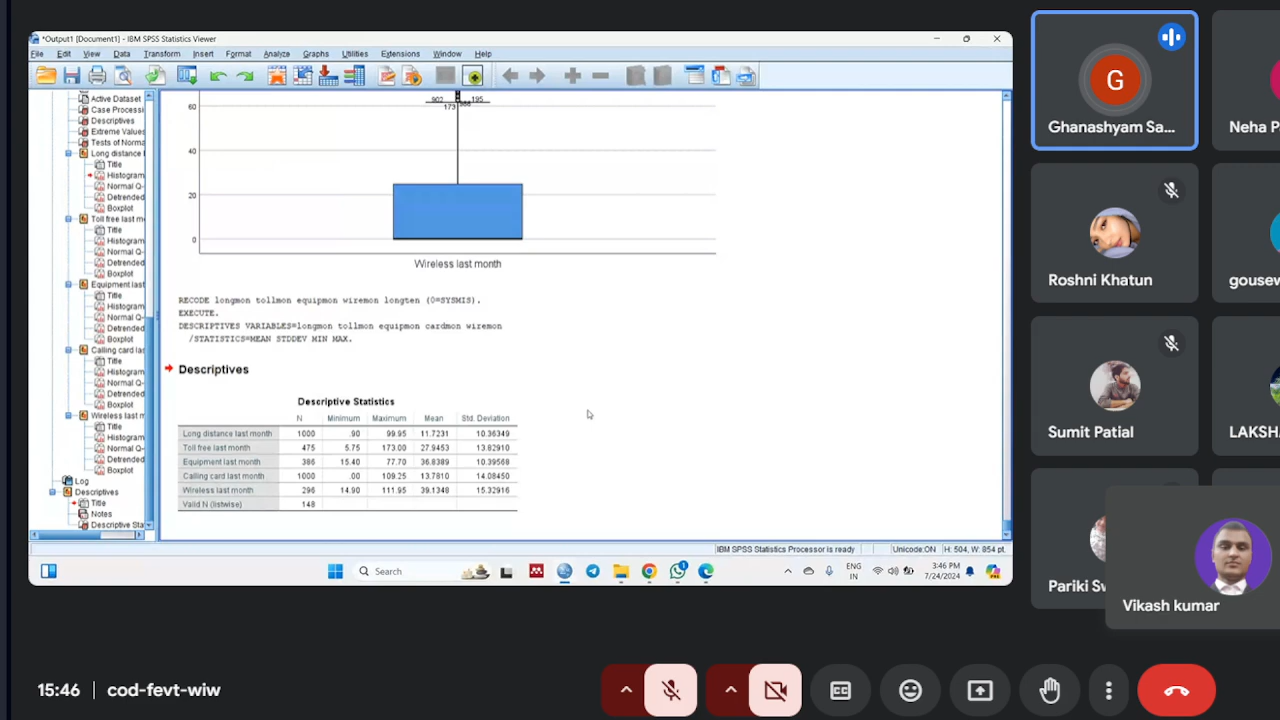 *Output1 [Document1] - IBM SPSS Statistics Viewer
File Edit View Data Transform Insert Format Analyze Graphs Utilities Extensions Window Help
Active Dataset
Case Processi
Descriptives
Extreme Values
Tests of Norma
Long distance l
Title
Histogram
Normal Q-
Detrended
Boxplot
Toll free last m
Title
Histogram
Normal Q-
Detrended
Boxplot
Equipment last
Title
Histogram
Normal Q-
Detrended
Boxplot
Calling card las
Title
Histogram
Normal Q-
Detrended
Boxplot
Wireless last m
Title
Histogram
Normal Q-
Detrended
Boxplot
Log
Descriptives
Title
Notes
Descriptive Sta
902 195
173
60
40
20
0
Wireless last month
RECODE longmon tollmon equipmon wiremon longten (0=SYSMIS).
EXECUTE.
DESCRIPTIVES VARIABLES=longmon tollmon equipmon cardmon wiremon
/STATISTICS=MEAN STDDEV MIN MAX.
Descriptives
Descriptive Statistics
N Minimum Maximum Mean Std. Deviation
Long distance last month 1000 .90 99.95 11.7231 10.36349
Toll free last month 475 5.75 173.00 27.9453 13.82910
Equipment last month 386 15.40 77.70 36.8389 10.39568
Calling card last month 1000 .00 109.25 13.7810 14.08450
Wireless last month 296 14.90 111.95 39.1348 15.32916
Valid N (listwise) 148
IBM SPSS Statistics Processor is ready Unicode:ON H: 504, W: 854 pt.
Search
ENG
IN
3:46 PM
7/24/2024
G
Ghanashyam Sa...
Neha P
Roshni Khatun
gousew
Sumit Patial
LAKSH
Pariki Sw
Vikash kumar
15:46 cod-fevt-wiw